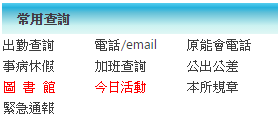 常用查詢
出勤查詢 電話/email 原能會電話
事病休假 加班查詢 公出公差
圖 書 館 今日活動 本所規章
緊急通報